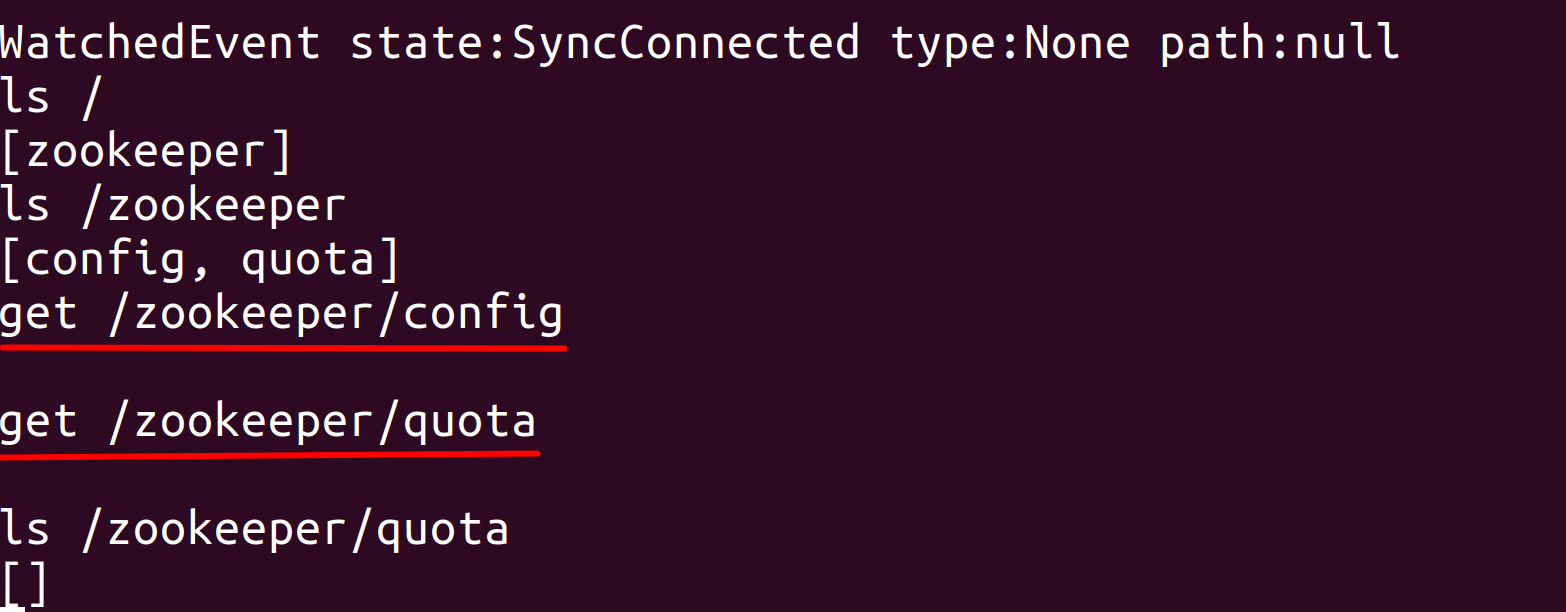 WatchedEvent state:SyncConnected type:None path:null
ls /
[zookeeper]
ls /zookeeper
[config, quota]
get /zookeeper/config
get /zookeeper/quota
ls /zookeeper/quota
[]